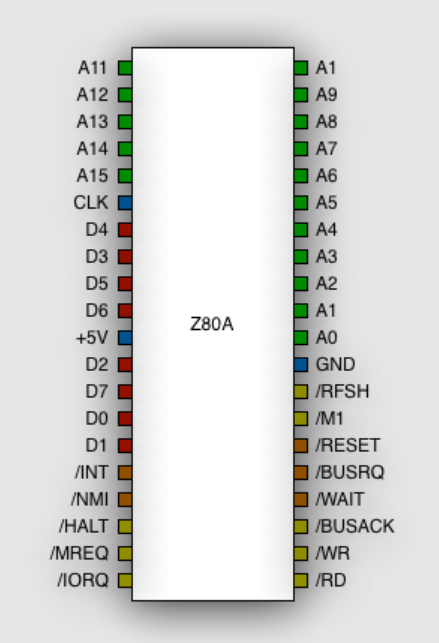 A11 A1
A12 A9
A13 A8
A14 A7
A15 A6
CLK A5
D4 A4
D3 A3
D5 A2
D6 A1
Z80A
+5V A0
D2 GND
D7 /RFSH
D0 /M1
D1 /RESET
/INT /BUSRQ
/NMI /WAIT
/HALT /BUSACK
/MREQ /WR
/IORQ /RD